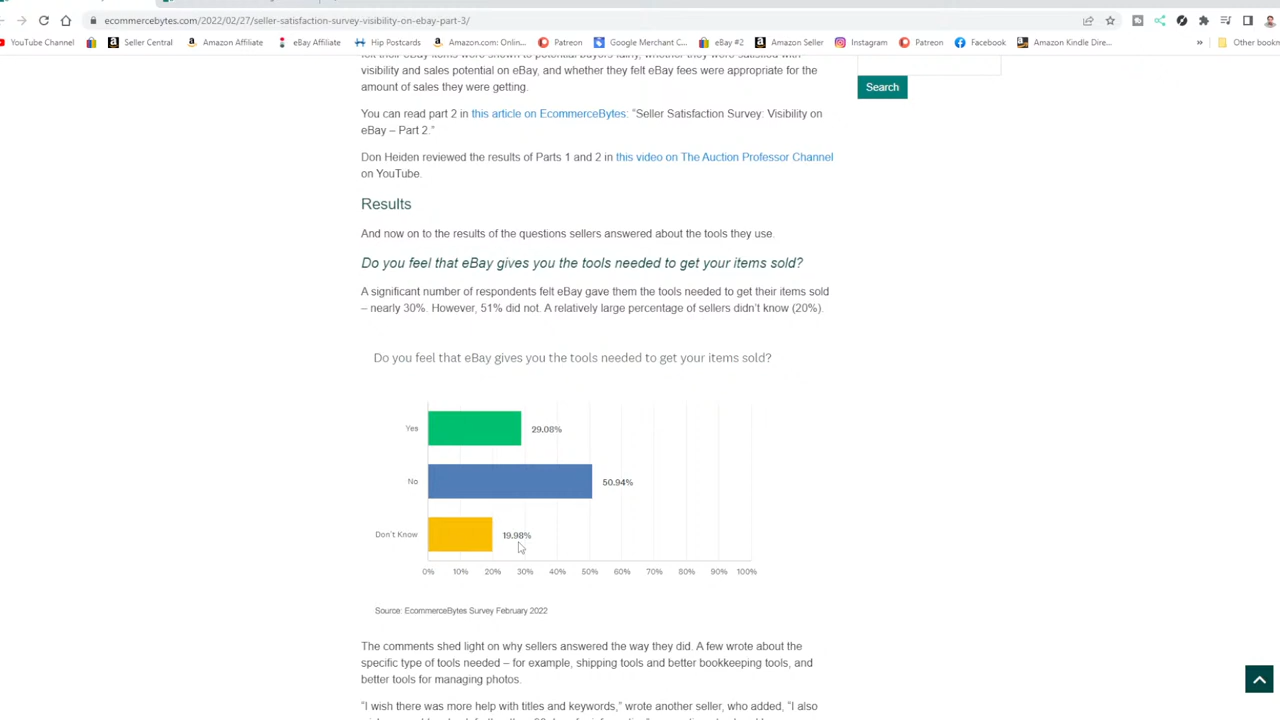 ecommercebytes.com/2022/02/27/seller-satisfaction-survey-visibility-on-ebay-part-3/
YouTube Channel
Seller Central
Amazon Affiliate
eBay Affiliate
Hip Postcards
Amazon.com: Onlin...
Patreon
Google Merchant C...
eBay #2
Amazon Seller
Instagram
Patreon
Facebook
Amazon Kindle Dire...
»
Other bookm
visibility and sales potential on eBay, and whether they felt eBay fees were appropriate for the
amount of sales they were getting.
Search
You can read part 2 in this article on EcommerceBytes: “Seller Satisfaction Survey: Visibility on
eBay – Part 2.”
Don Heiden reviewed the results of Parts 1 and 2 in this video on The Auction Professor Channel
on YouTube.
Results
And now on to the results of the questions sellers answered about the tools they use.
Do you feel that eBay gives you the tools needed to get your items sold?
A significant number of respondents felt eBay gave them the tools needed to get their items sold
– nearly 30%. However, 51% did not. A relatively large percentage of sellers didn’t know (20%).
Do you feel that eBay gives you the tools needed to get your items sold?
Yes
29.08%
No
50.94%
Don't Know
19.98%
0% 10% 20% 30% 40% 50% 60% 70% 80% 90% 100%
Source: EcommerceBytes Survey February 2022
The comments shed light on why sellers answered the way they did. A few wrote about the
specific type of tools needed – for example, shipping tools and better bookkeeping tools, and
better tools for managing photos.
“I wish there was more help with titles and keywords,” wrote another seller, who added, “I also